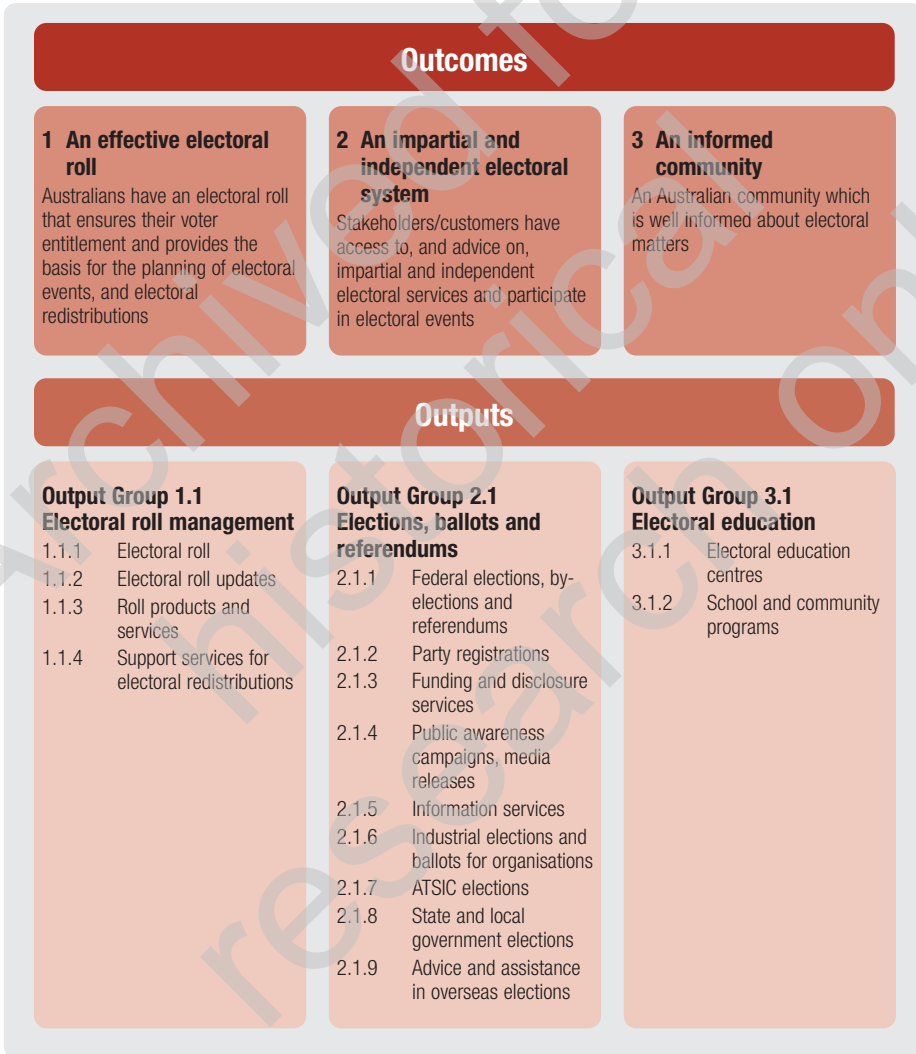 Outcomes
1 An effective electoral
roll
Australians have an electoral roll
that ensures their voter
entitlement and provides the
basis for the planning of electoral
events, and electoral
redistributions
2 An impartial and
independent electoral
system
Stakeholders/customers have
access to, and advice on,
impartial and independent
electoral services and participate
in electoral events
3 An informed
community
An Australian community which
is well informed about electoral
matters
Outputs
Output Group 1.1
Electoral roll management
1.1.1 Electoral roll
1.1.2 Electoral roll updates
1.1.3 Roll products and
services
1.1.4 Support services for
electoral redistributions
Output Group 2.1
Elections, ballots and
referendums
2.1.1 Federal elections, by-
elections and
referendums
2.1.2 Party registrations
2.1.3 Funding and disclosure
services
2.1.4 Public awareness
campaigns, media
releases
2.1.5 Information services
2.1.6 Industrial elections and
ballots for organisations
2.1.7 ATSIC elections
2.1.8 State and local
government elections
2.1.9 Advice and assistance
in overseas elections
Output Group 3.1
Electoral education
3.1.1 Electoral education
centres
3.1.2 School and community
programs
Archived fo
historical
research on